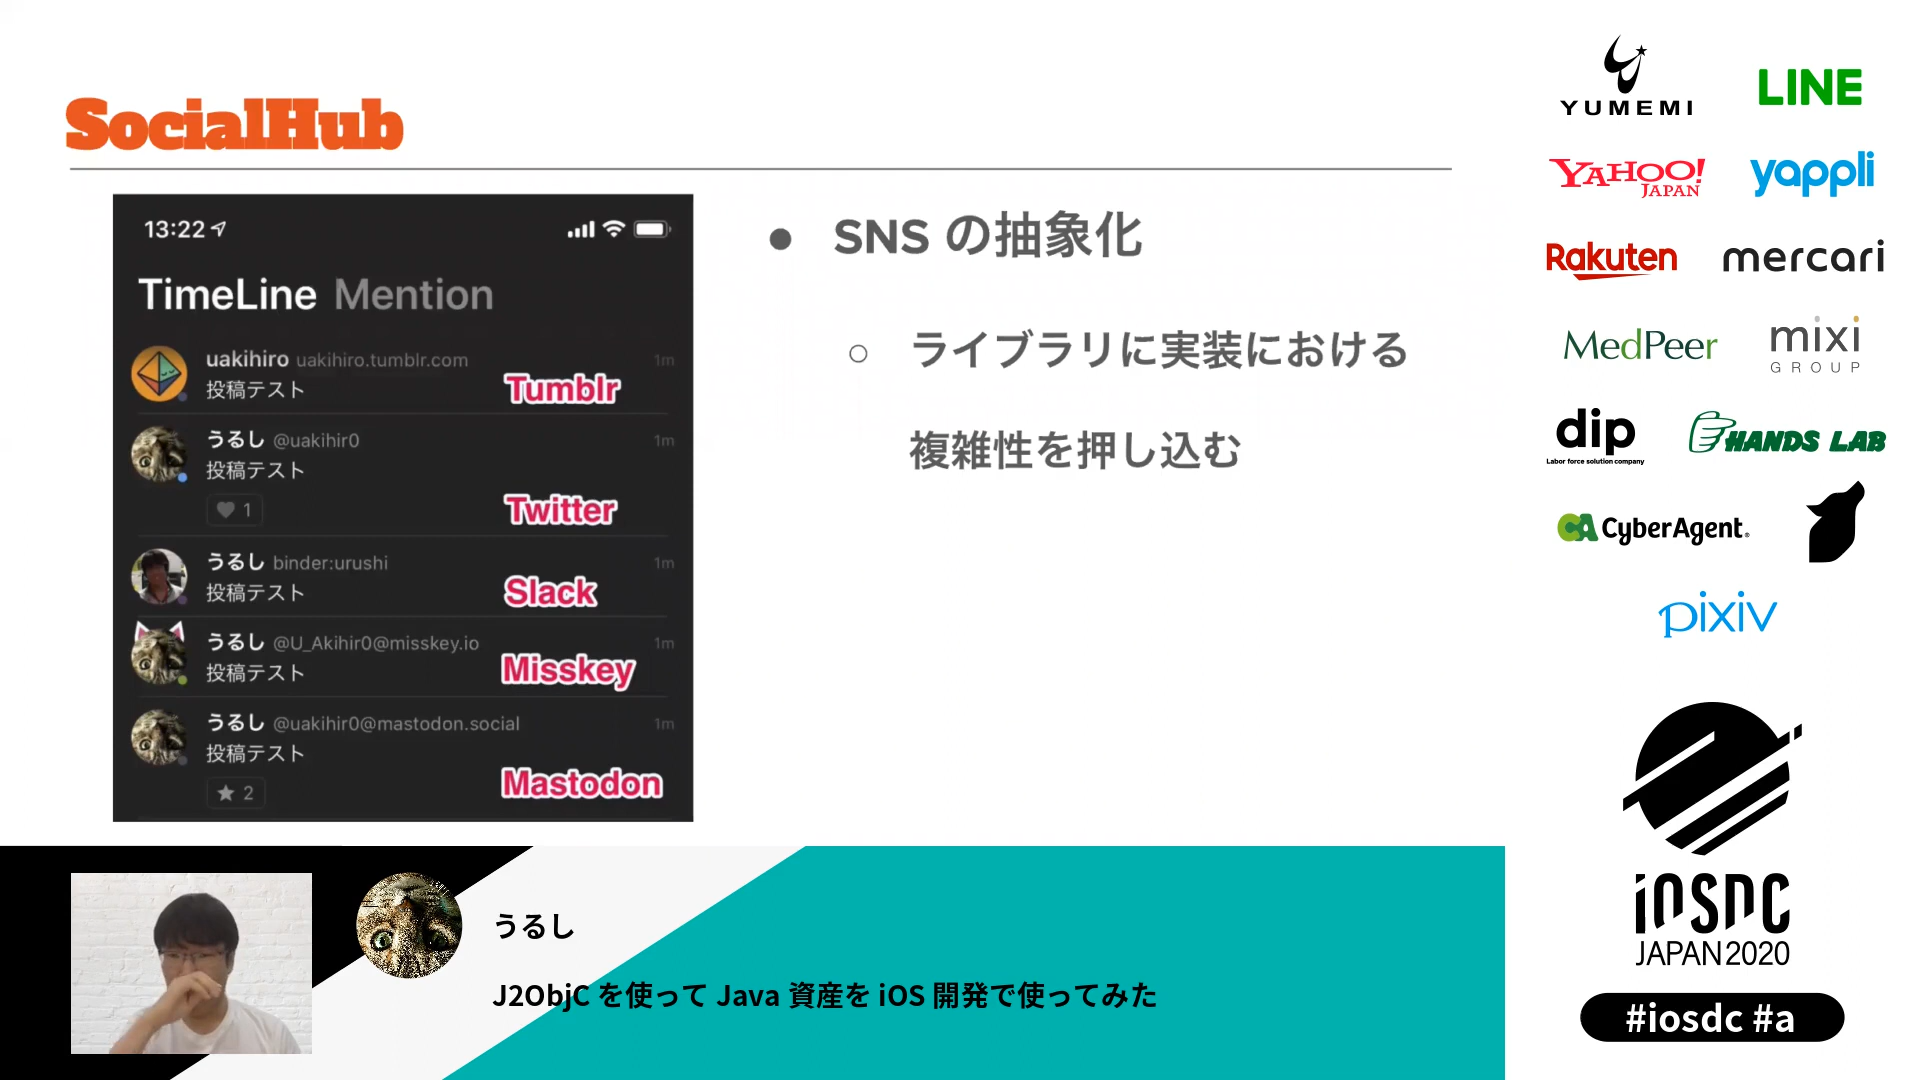 SocialHub
13:22
TimeLine Mention
uakihiro uakihiro.tumblr.com 1m
投稿テスト
Tumblr
うるし @uakihir0 1m
投稿テスト
1
Twitter
うるし binder:urushi 1m
投稿テスト
Slack
うるし @U_Akihir0@misskey.io 1m
投稿テスト
Misskey
うるし @uakihir0@mastodon.social 1m
投稿テスト
2
Mastodon
● SNS の抽象化
○ ライブラリに実装における
複雑性を押し込む
うるし
J2ObjC を使って Java 資産を iOS 開発で使ってみた
YUMEMI
LINE
YAHOO!
JAPAN
yappli
Rakuten
mercari
MedPeer
mixi
GROUP
dip
Labor force solution company
HANDS LAB
CA CyberAgent®
pixiv
iOSDC
JAPAN2020
#iosdc #a